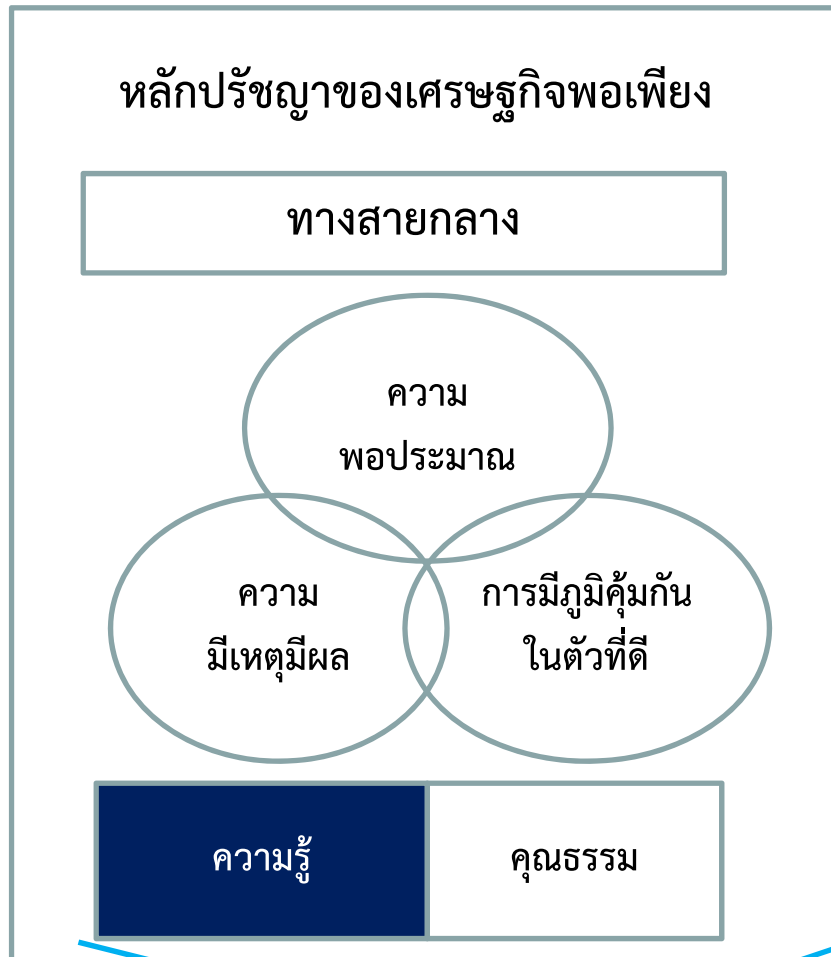 หลักปรัชญาของเศรษฐกิจพอเพียง
ทางสายกลาง
ความ
พอประมาณ
ความ
มีเหตุมีผล
การมีภูมิคุ้มกัน
ในตัวที่ดี
ความรู้
คุณธรรม